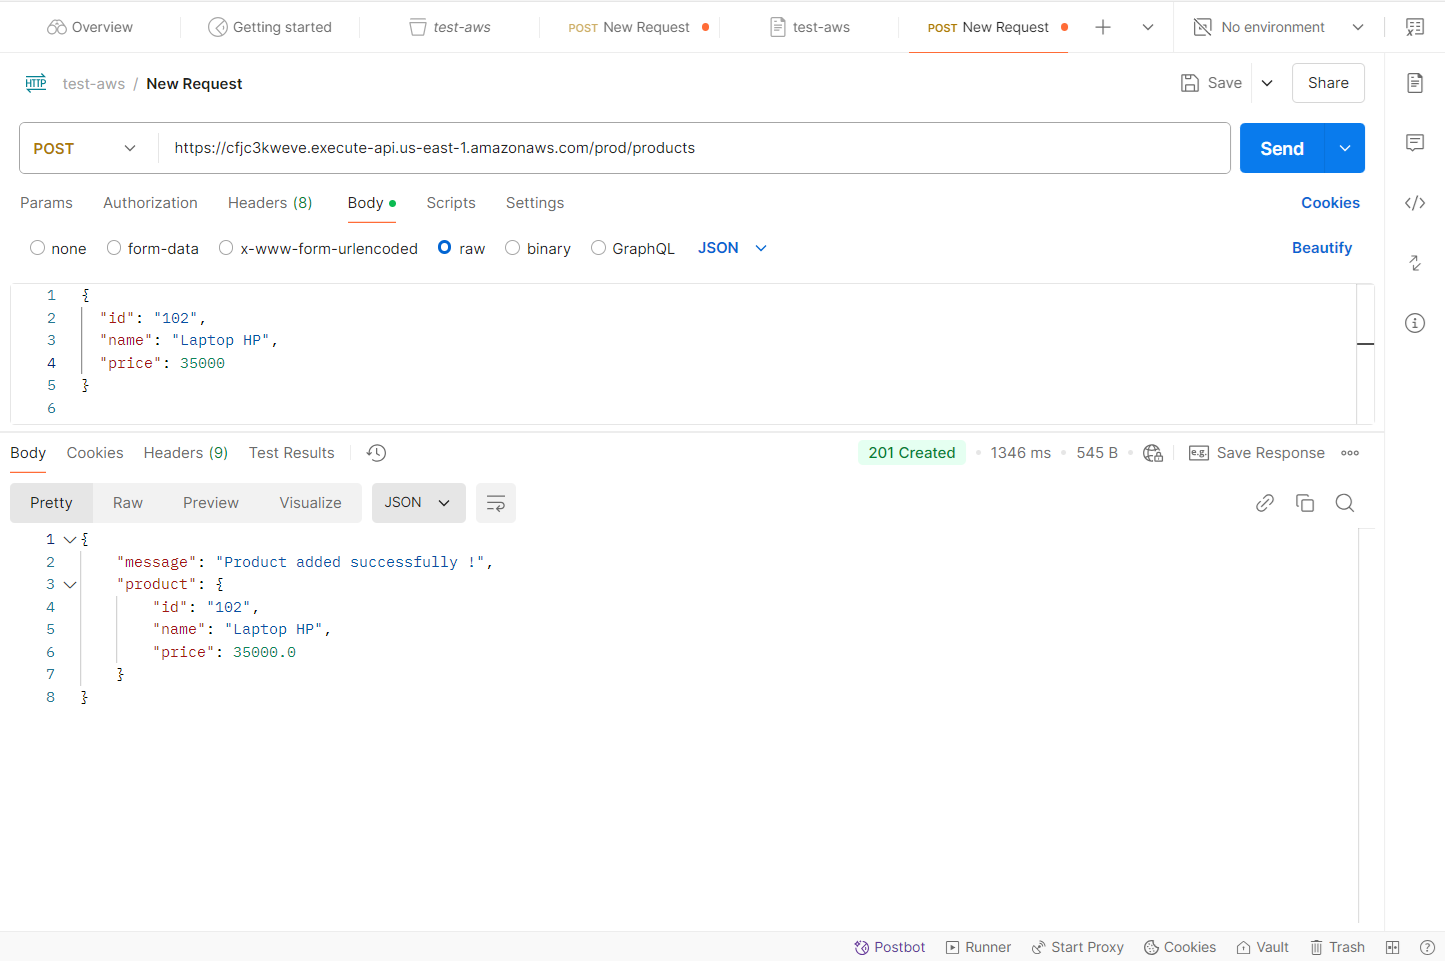 Overview Getting started test-aws POST New Request test-aws POST New Request No environment
HTTP test-aws / New Request Save Share
POST https://cfjc3kweve.execute-api.us-east-1.amazonaws.com/prod/products Send
Params Authorization Headers (8) Body Scripts Settings Cookies
none form-data x-www-form-urlencoded raw binary GraphQL JSON Beautify
1 {
2 "id": "102",
3 "name": "Laptop HP",
4 "price": 35000
5 }
6
Body Cookies Headers (9) Test Results 201 Created 1346 ms 545 B e.g. Save Response
Pretty Raw Preview Visualize JSON
1 {
2 "message": "Product added successfully !",
3 "product": {
4 "id": "102",
5 "name": "Laptop HP",
6 "price": 35000.0
7 }
8 }
Postbot Runner Start Proxy Cookies Vault Trash